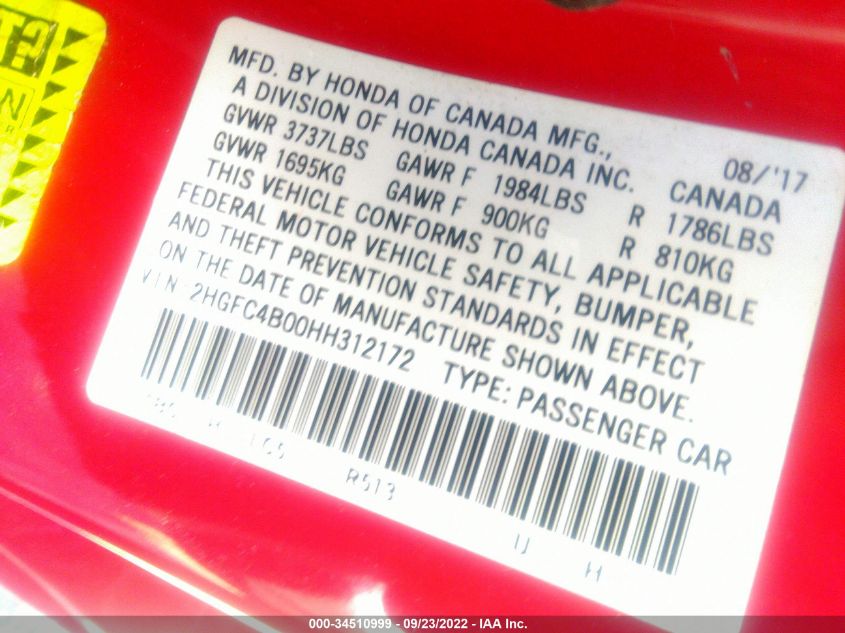 MFD. BY HONDA OF CANADA MFG., 08/'17
A DIVISION OF HONDA CANADA INC. CANADA
GVWR 3737LBS GAWR F 1984LBS R 1786LBS
GVWR 1695KG GAWR F 900KG R 810KG
THIS VEHICLE CONFORMS TO ALL APPLICABLE
FEDERAL MOTOR VEHICLE SAFETY, BUMPER,
AND THEFT PREVENTION STANDARDS IN EFFECT
ON THE DATE OF MANUFACTURE SHOWN ABOVE.
VIN:2HGFC4B00HH312172 TYPE: PASSENGER CAR
R513 U H
000-34510999 - 09/23/2022 - IAA Inc.